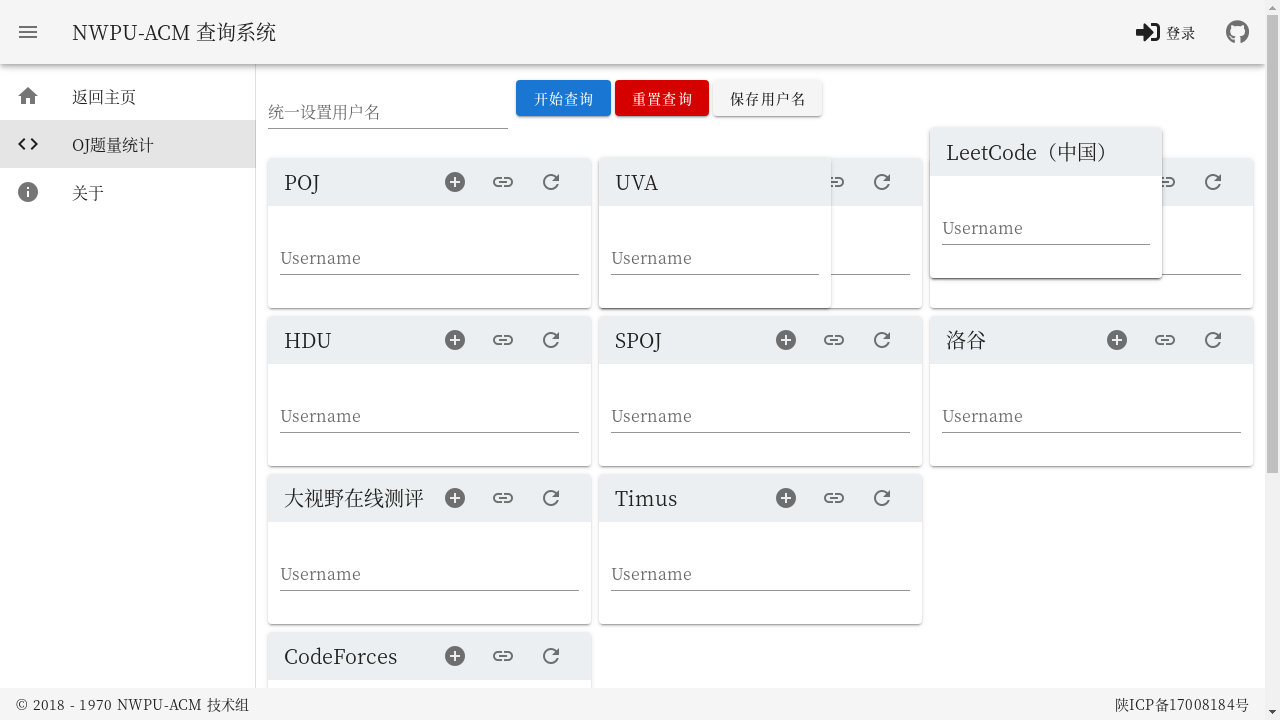 NWPU-ACM 查询系统
登录
返回主页
OJ题量统计
关于
统一设置用户名
开始查询
重置查询
保存用户名
POJ
Username
UVA
Username
LeetCode（中国）
Username
HDU
Username
SPOJ
Username
洛谷
Username
大视野在线测评
Username
Timus
Username
CodeForces
© 2018 - 1970 NWPU-ACM 技术组
陕ICP备17008184号